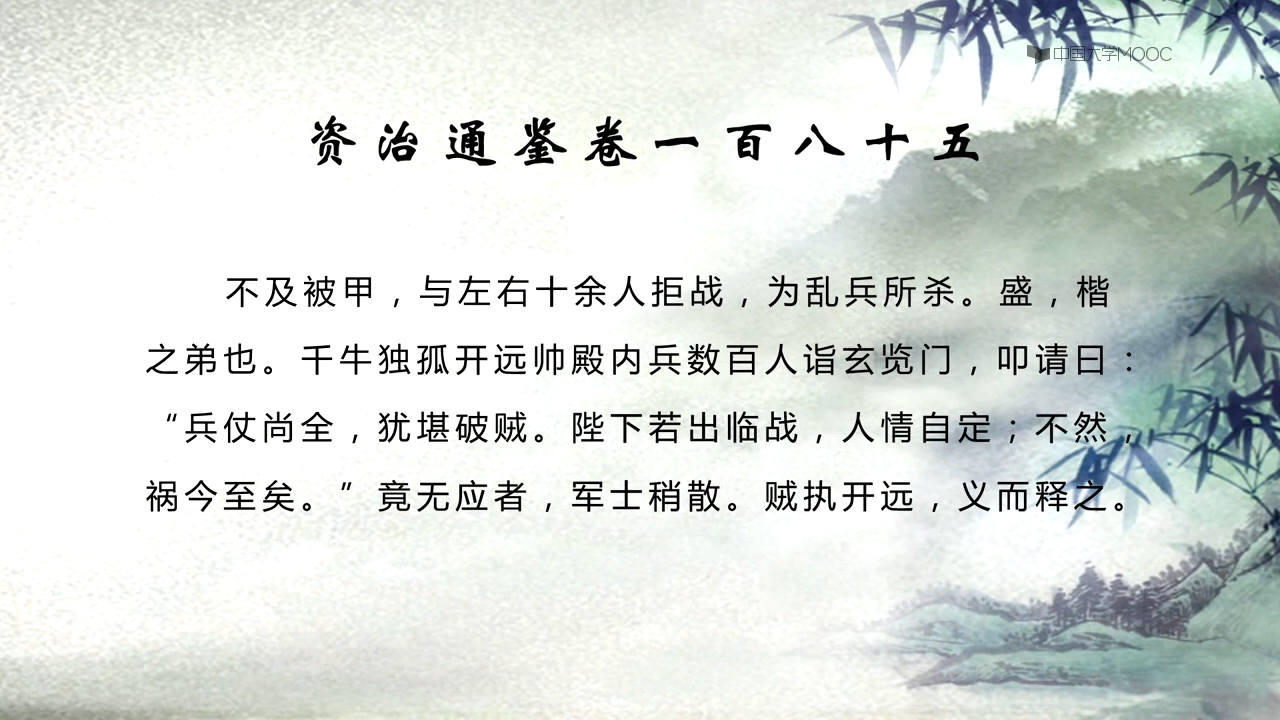 中国大学MOOC
资治通鉴卷一百八十五
不及被甲，与左右十余人拒战，为乱兵所杀。盛，楷
之弟也。千牛独孤开远帅殿内兵数百人诣玄览门，叩请曰：
“兵仗尚全，犹堪破贼。陛下若出临战，人情自定；不然，
祸今至矣。”竟无应者，军士稍散。贼执开远，义而释之。